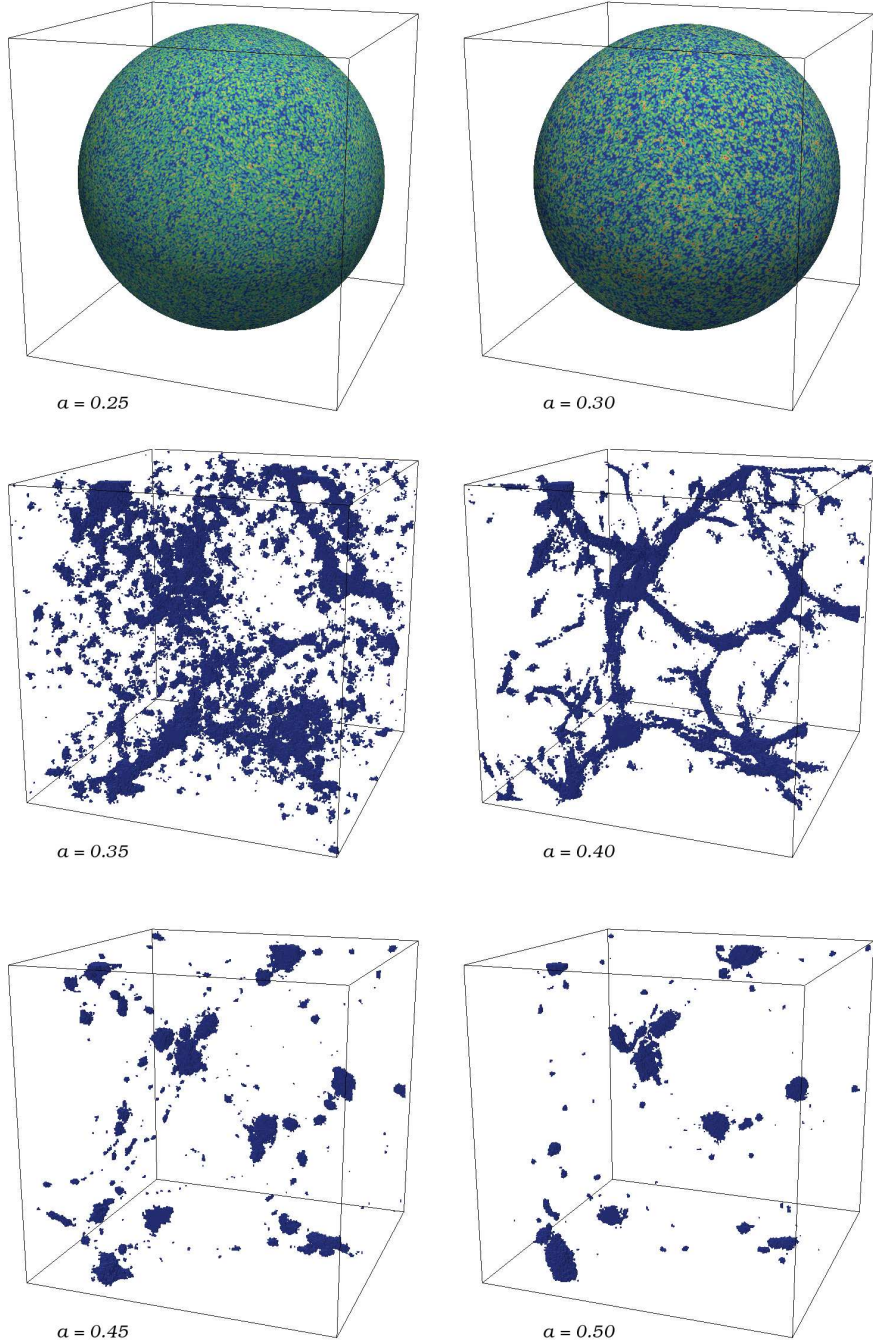 a = 0.25
a = 0.30
a = 0.35
a = 0.40
a = 0.45
a = 0.50